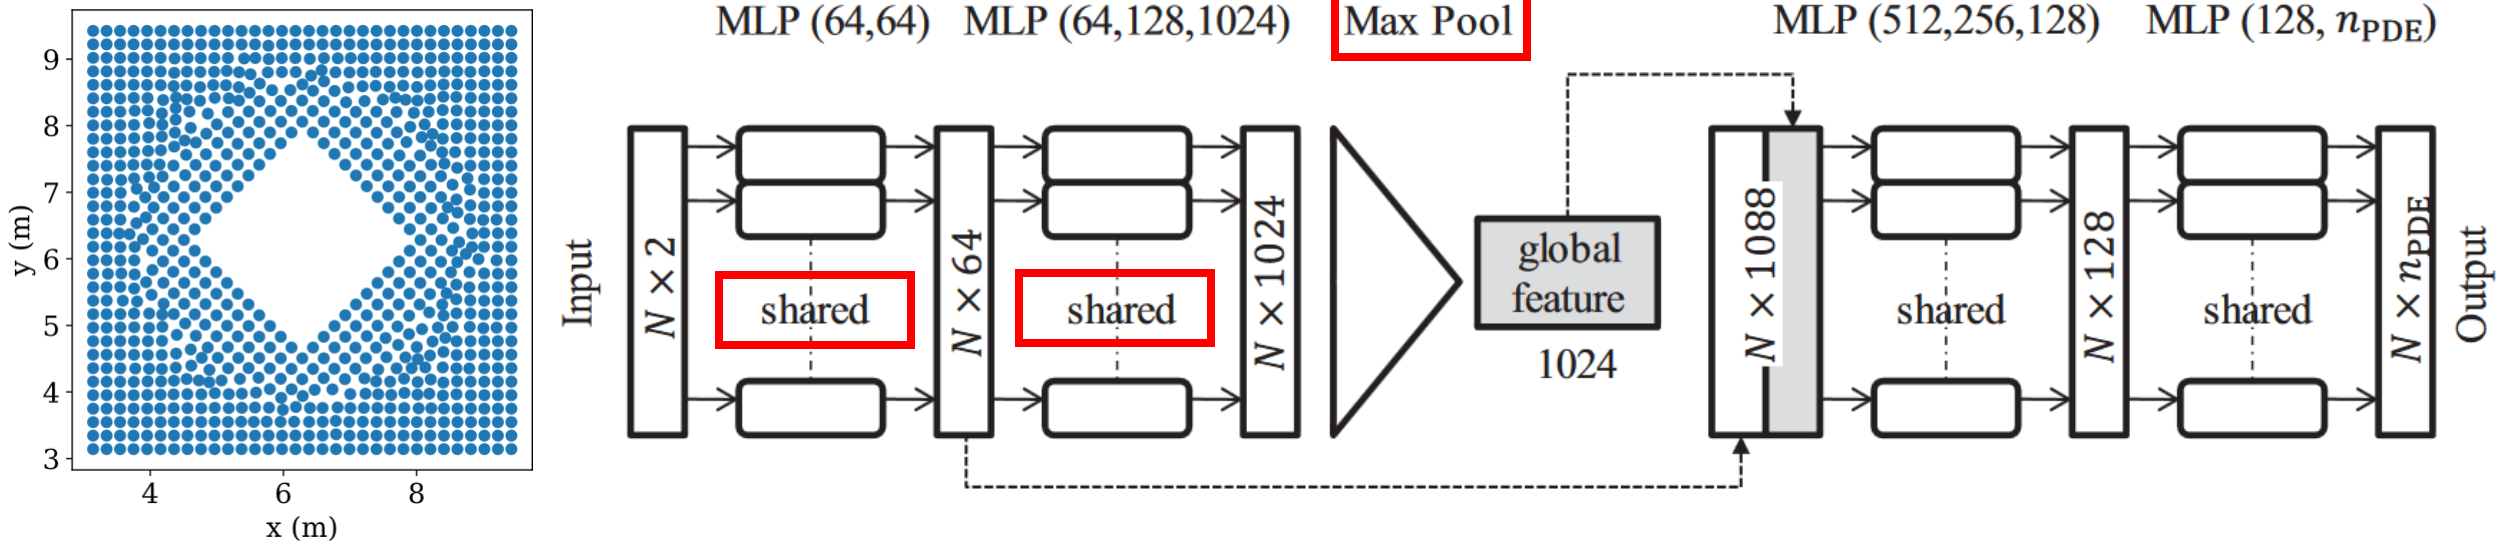 9
8
7
6
5
4
3
y (m)
4 6 8
x (m)
MLP (64,64) MLP (64,128,1024) Max Pool MLP (512,256,128) MLP (128, n_PDE)
Input
N × 2
shared
N × 64
shared
N × 1024
global
feature
1024
N × 1088
shared
N × 128
shared
N × n_PDE
Output